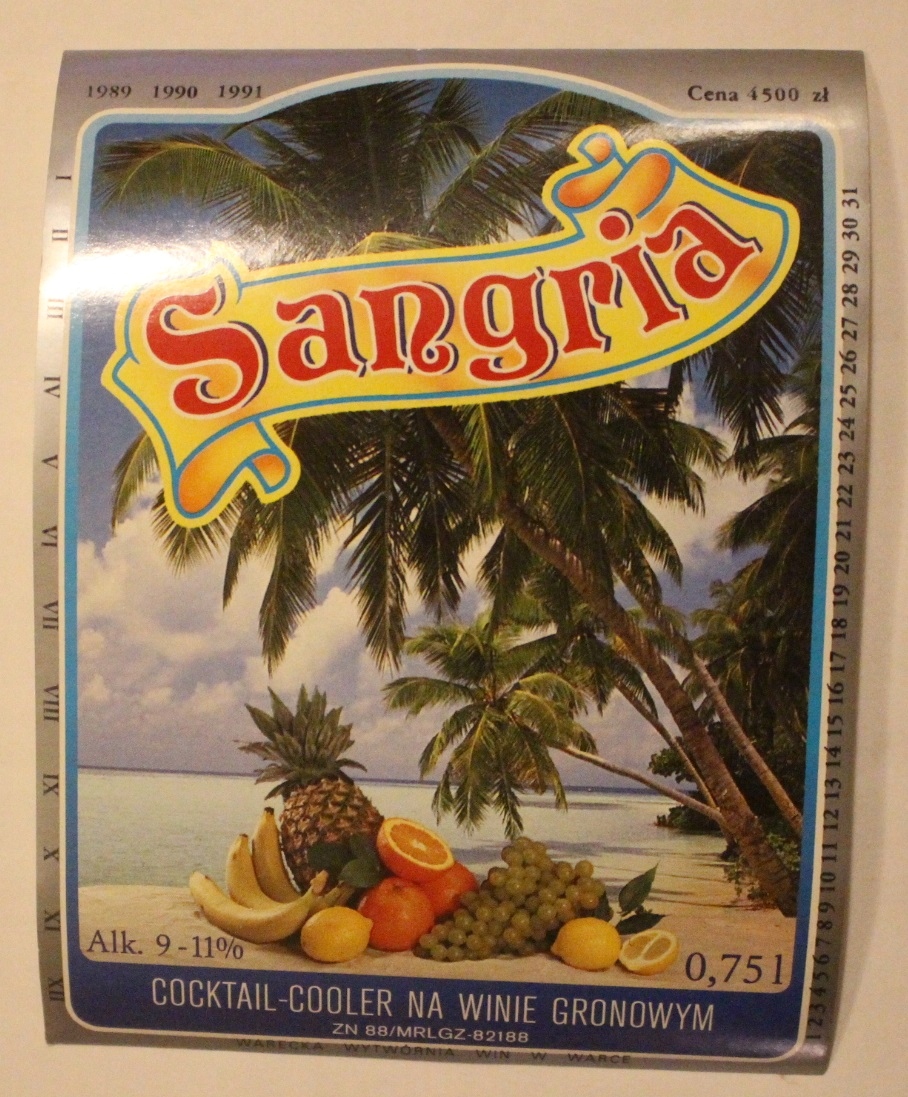 1989 1990 1991
Cena 4500 zł
Sangria
I II III IV V VI VII VIII XI X IX XII
1 2 3 4 5 6 7 8 9 10 11 12 13 14 15 16 17 18 19 20 21 22 23 24 25 26 27 28 29 30 31
Alk. 9 - 11%
0,75 l
COCKTAIL-COOLER NA WINIE GRONOWYM
ZN 88/MRLGZ-82188
WARECKA WYTWÓRNIA WIN W WARCE